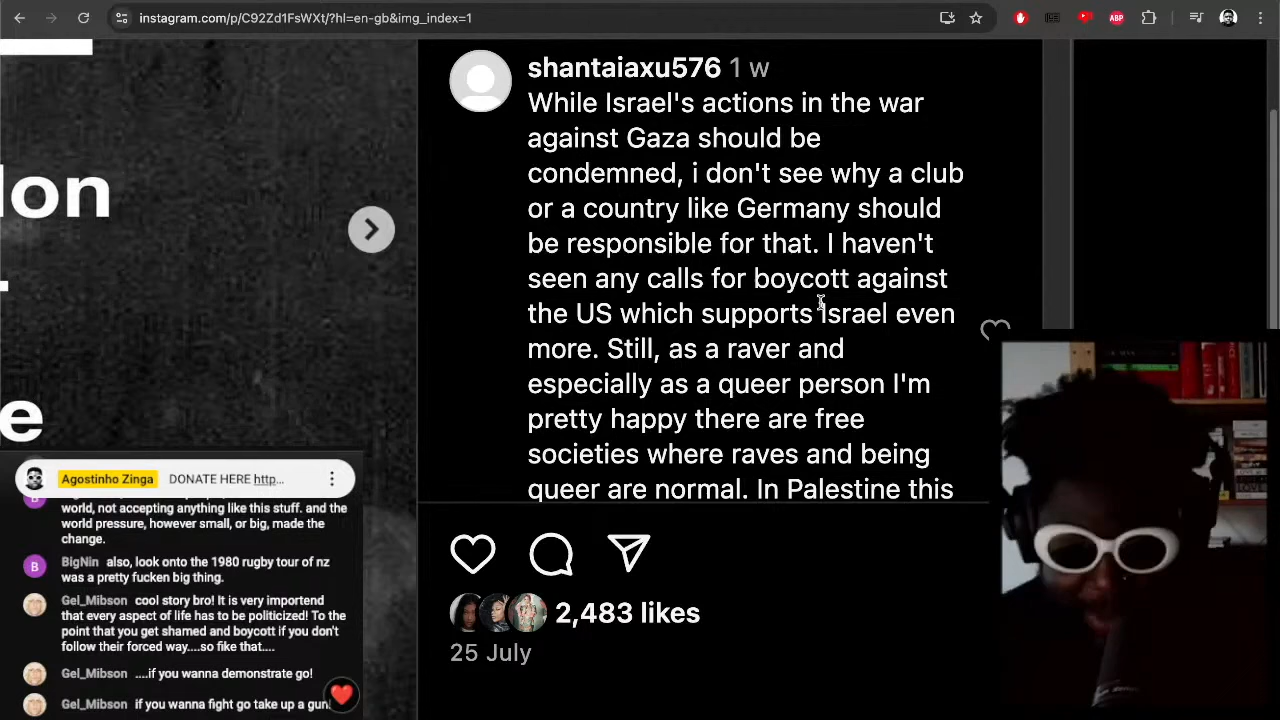 instagram.com/p/C92Zd1FsWXt/?hl=en-gb&img_index=1
ABP
lon
e
shantaiaxu576 1 w
While Israel's actions in the war
against Gaza should be
condemned, i don't see why a club
or a country like Germany should
be responsible for that. I haven't
seen any calls for boycott against
the US which supports Israel even
more. Still, as a raver and
especially as a queer person I'm
pretty happy there are free
societies where raves and being
queer are normal. In Palestine this
2,483 likes
25 July
Agostinho Zinga DONATE HERE http...
world, not accepting anything like this stuff. and the
world pressure, however small, or big, made the
change.
B BigNin also, look onto the 1980 rugby tour of nz
was a pretty fucken big thing.
Gel_Mibson cool story bro! It is very importend
that every aspect of life has to be politicized! To the
point that you get shamed and boycott if you don't
follow their forced way....so fike that....
Gel_Mibson ....if you wanna demonstrate go!
Gel_Mibson if you wanna fight go take up a gun!